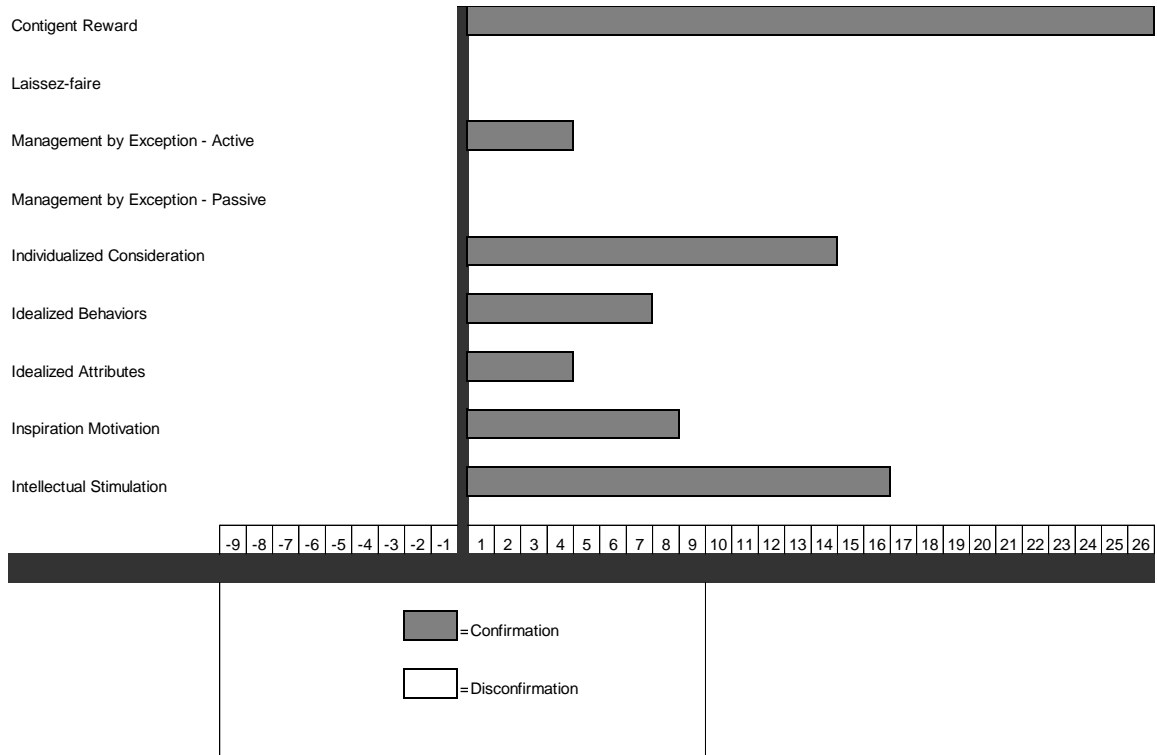 Contigent Reward
Laissez-faire
Management by Exception - Active
Management by Exception - Passive
Individualized Consideration
Idealized Behaviors
Idealized Attributes
Inspiration Motivation
Intellectual Stimulation
-9 -8 -7 -6 -5 -4 -3 -2 -1 1 2 3 4 5 6 7 8 9 10 11 12 13 14 15 16 17 18 19 20 21 22 23 24 25 26
=Confirmation
=Disconfirmation